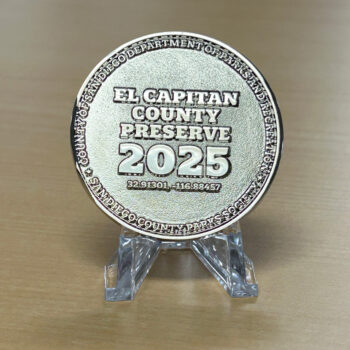 COUNTY OF SAN DIEGO DEPARTMENT OF PARKS AND RECREATION
EL CAPITAN
COUNTY
PRESERVE
2025
32.91301, -116.88457
SAN DIEGO COUNTY PARKS SOCIETY